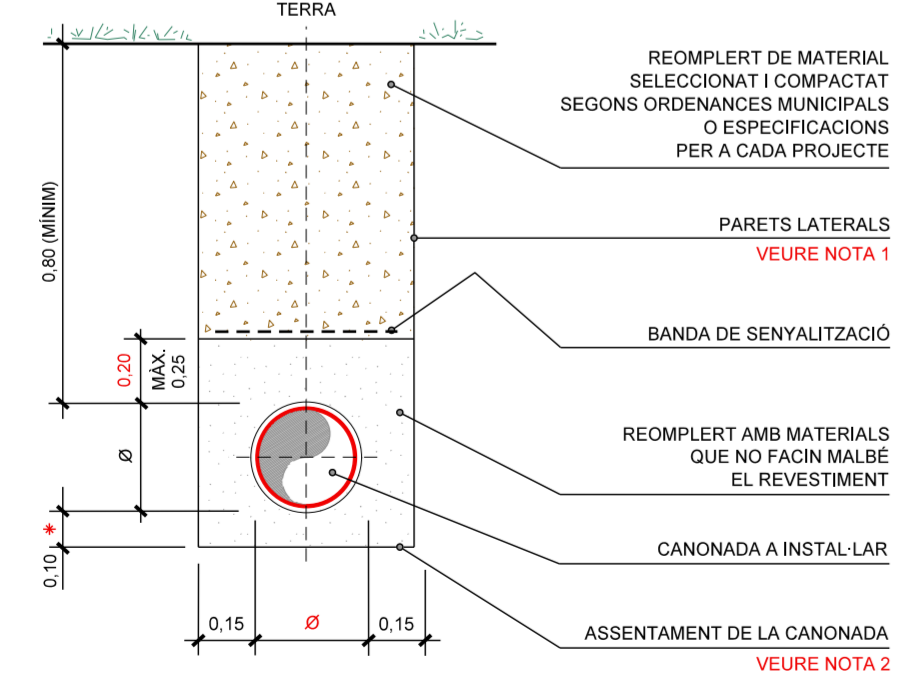 TERRA
REOMPLERT DE MATERIAL
SELECCIONAT I COMPACTAT
SEGONS ORDENANCES MUNICIPALS
O ESPECIFICACIONS
PER A CADA PROJECTE
0,80 (MÍNIM)
PARETS LATERALS
VEURE NOTA 1
BANDA DE SENYALITZACIÓ
0,20
MÀX.
0,25
REOMPLERT AMB MATERIALS
QUE NO FACIN MALBÉ
EL REVESTIMENT
Ø
CANONADA A INSTAL·LAR
0,10 *
0,15
Ø
0,15
ASSENTAMENT DE LA CANONADA
VEURE NOTA 2